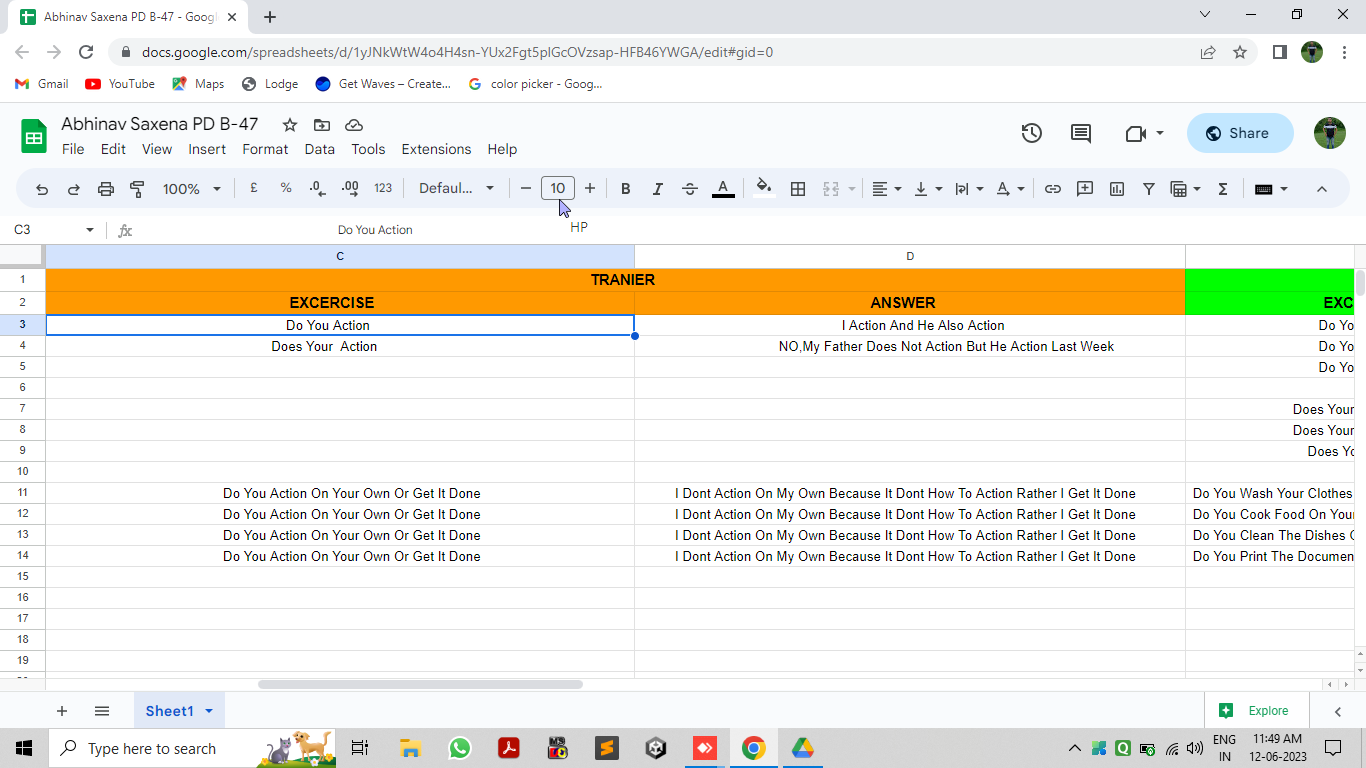 Abhinav Saxena PD B-47 - Googl
docs.google.com/spreadsheets/d/1yJNkWtW4o4H4sn-YUx2Fgt5plGcOVzsap-HFB46YWGA/edit#gid=0
Gmail YouTube Maps Lodge Get Waves – Create... color picker - Goog...
Abhinav Saxena PD B-47
File Edit View Insert Format Data Tools Extensions Help
Share
100% £ % .0 .00 123 Defaul... 10 B I S A
HP
C3 fx Do You Action
C D
1 TRANIER
2 EXCERCISE ANSWER EXC
3 Do You Action I Action And He Also Action Do Yo
4 Does Your  Action NO,My Father Does Not Action But He Action Last Week Do Yo
5 Do Yo
6
7 Does Your
8 Does Your
9 Does Yo
10
11 Do You Action On Your Own Or Get It Done I Dont Action On My Own Because It Dont How To Action Rather I Get It Done Do You Wash Your Clothes
12 Do You Action On Your Own Or Get It Done I Dont Action On My Own Because It Dont How To Action Rather I Get It Done Do You Cook Food On You
13 Do You Action On Your Own Or Get It Done I Dont Action On My Own Because It Dont How To Action Rather I Get It Done Do You Clean The Dishes
14 Do You Action On Your Own Or Get It Done I Dont Action On My Own Because It Dont How To Action Rather I Get It Done Do You Print The Documen
15
16
17
18
19
Sheet1 Explore
Type here to search ENG 11:49 AM
IN 12-06-2023